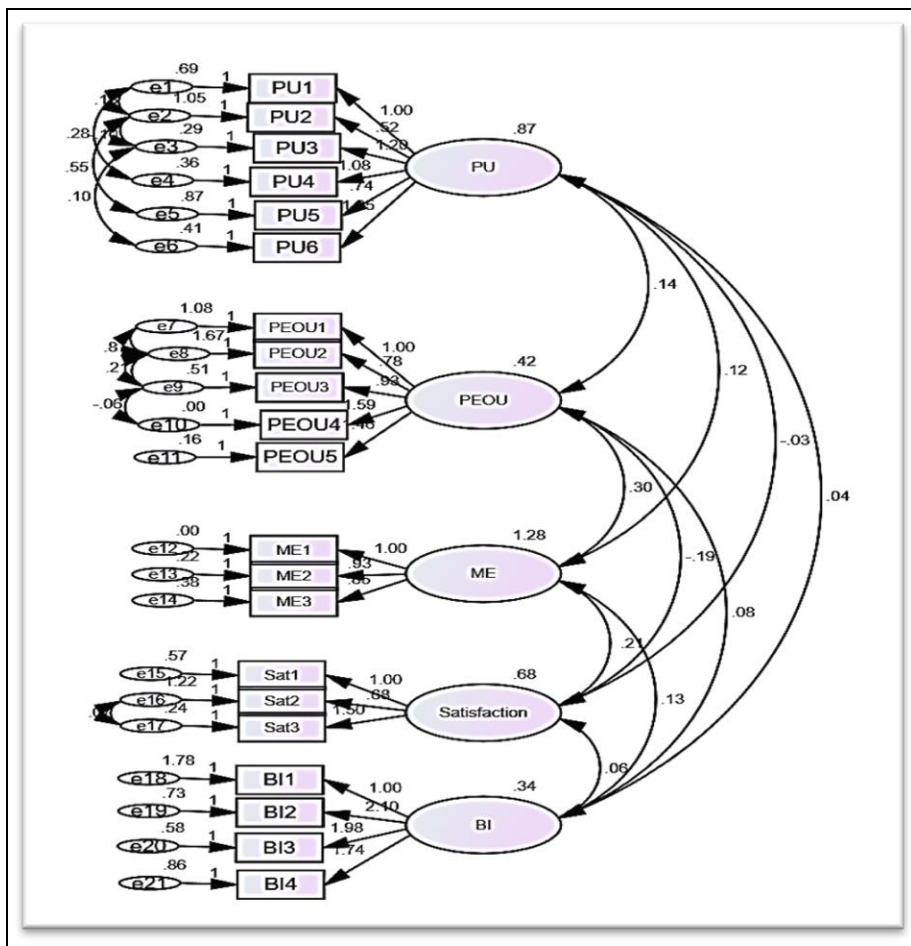 .69
e1 1 PU1
1.05
e2 1 PU2
.29
e3 1 PU3
.36
e4 1 PU4
.87
e5 1 PU5
.41
e6 1 PU6
.28
.55
.10
1.00
.52
1.20
1.08
.74
.87
PU
1.08
e7 1 PEOU1
1.67
e8 PEOU2
.51
e9 1 PEOU3
.00
e10 1 PEOU4
.16
e11 1 PEOU5
-.06
1.00
.78
.93
1.59
.42
PEOU
.00
e12 1 ME1
.22
e13 1 ME2
.38
e14 1 ME3
1.00
.93
1.28
ME
.57
e15 1 Sat1
1.22
e16 1 Sat2
.24
e17 1 Sat3
1.00
.68
1.50
.68
Satisfaction
1.78
e18 1 BI1
.73
e19 1 BI2
.58
e20 1 BI3
.86
e21 1 BI4
1.00
2.10
1.98
1.74
.34
BI
.14
.12
-.03
.04
.30
-.19
.08
.21
.13
.06